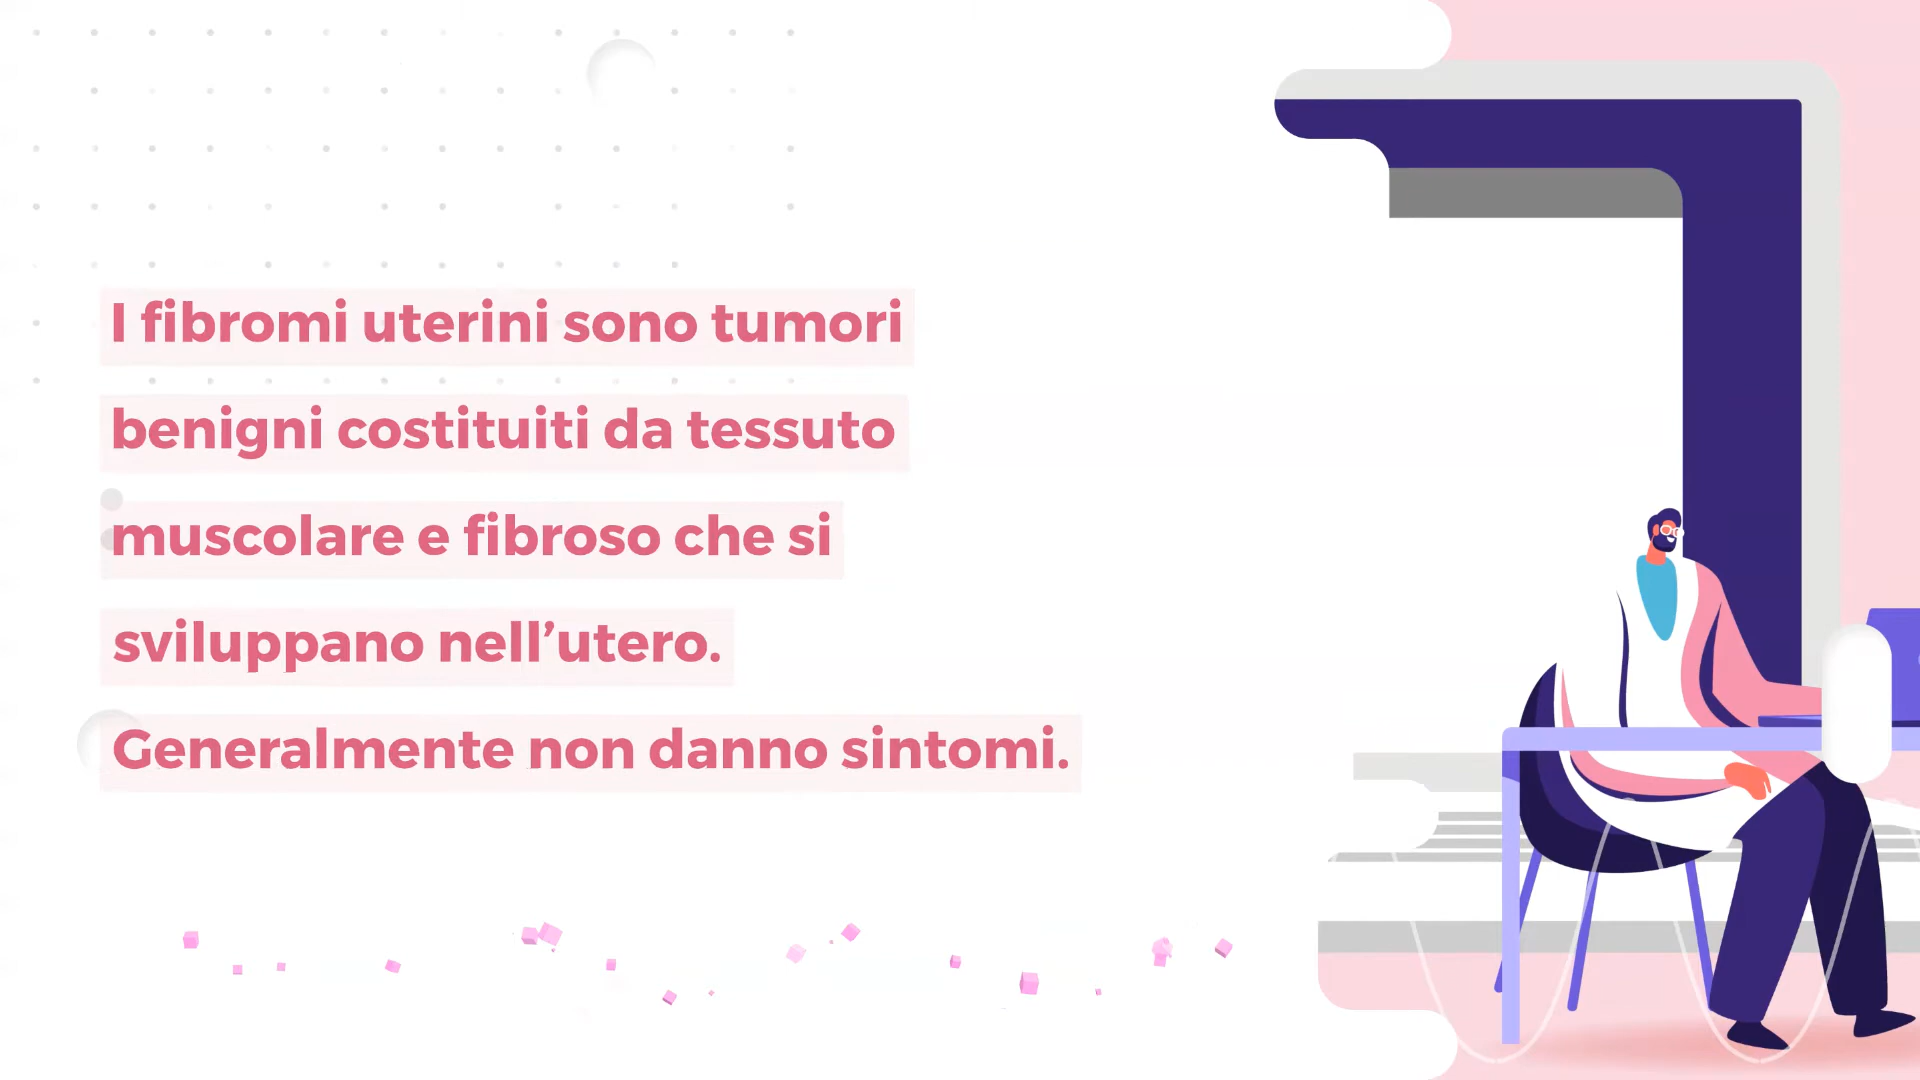 I fibromi uterini sono tumori
benigni costituiti da tessuto
muscolare e fibroso che si
sviluppano nell’utero.
Generalmente non danno sintomi.